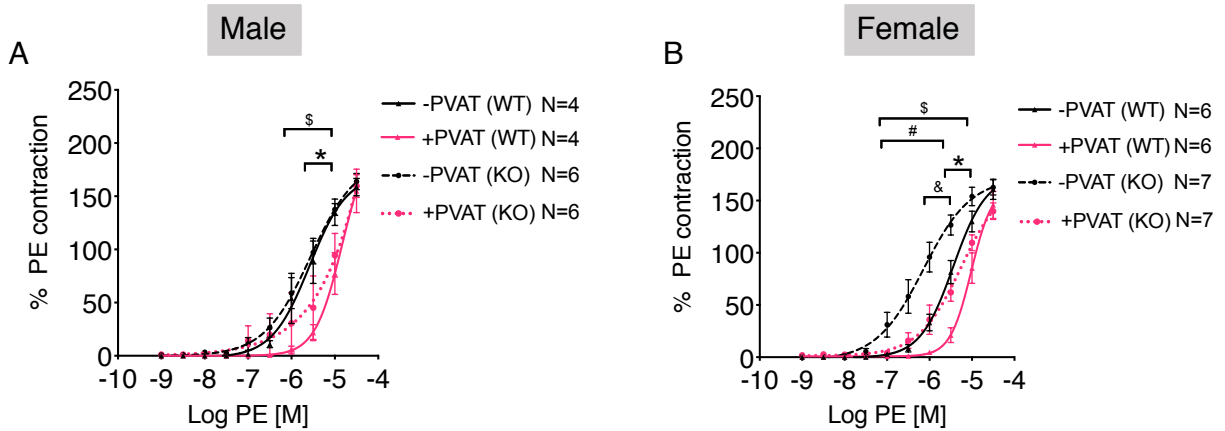 Male
Female
A
B
% PE contraction
250
200
150
100
50
0
-10 -9 -8 -7 -6 -5 -4
Log PE [M]
$
*
-PVAT (WT) N=4
+PVAT (WT) N=4
-PVAT (KO) N=6
+PVAT (KO) N=6
% PE contraction
250
200
150
100
50
0
-10 -9 -8 -7 -6 -5 -4
Log PE [M]
$
#
*
&
-PVAT (WT) N=6
+PVAT (WT) N=6
-PVAT (KO) N=7
+PVAT (KO) N=7